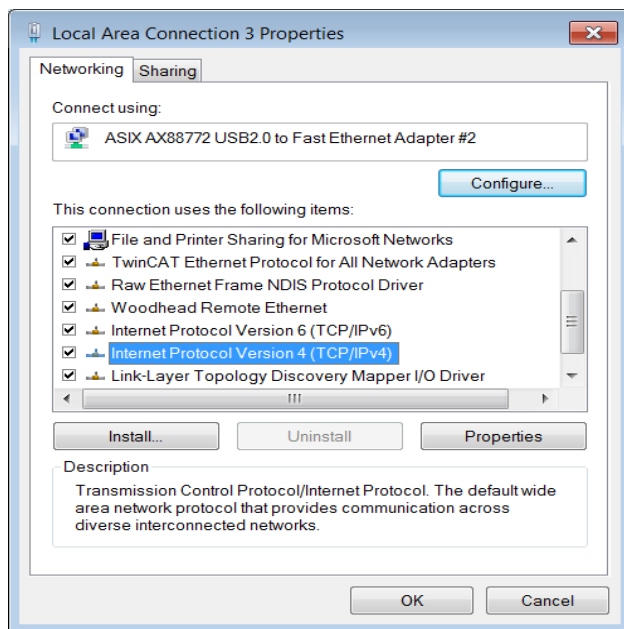 Local Area Connection 3 Properties
Networking
Sharing
Connect using:
ASIX AX88772 USB2.0 to Fast Ethernet Adapter #2
Configure...
This connection uses the following items:
File and Printer Sharing for Microsoft Networks
TwinCAT Ethernet Protocol for All Network Adapters
Raw Ethernet Frame NDIS Protocol Driver
Woodhead Remote Ethernet
Internet Protocol Version 6 (TCP/IPv6)
Internet Protocol Version 4 (TCP/IPv4)
Link-Layer Topology Discovery Mapper I/O Driver
Install...
Uninstall
Properties
Description
Transmission Control Protocol/Internet Protocol. The default wide
area network protocol that provides communication across
diverse interconnected networks.
OK
Cancel